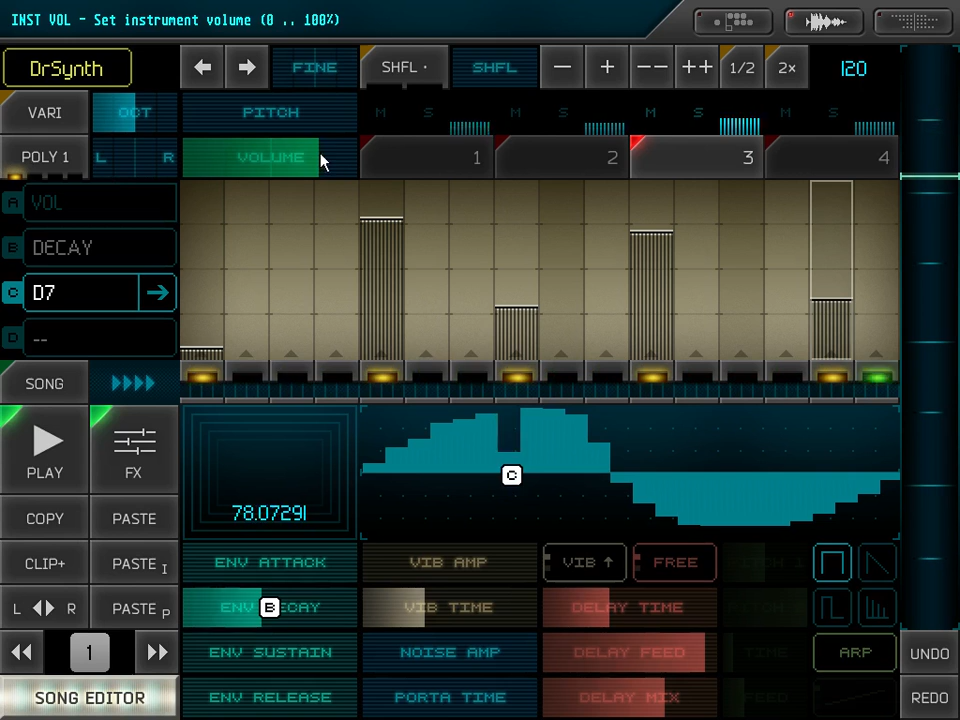 INST VOL - Set instrument volume (0 .. 100%)
DrSynth FINE SHFL · SHFL — + —— ++ 1/2 2x 120
VARI OCT PITCH M S M S M S M S
POLY 1 L R VOLUME 1 2 3 4
A VOL
B DECAY
C D7
D --
SONG
PLAY FX
78.07291
C
COPY PASTE
CLIP+ PASTE I ENV ATTACK VIB AMP VIB ↑ FREE
L R PASTE P ENV DECAY B VIB TIME DELAY TIME
1 ENV SUSTAIN NOISE AMP DELAY FEED TIME ARP UNDO
SONG EDITOR ENV RELEASE PORTA TIME DELAY MIX FEED REDO